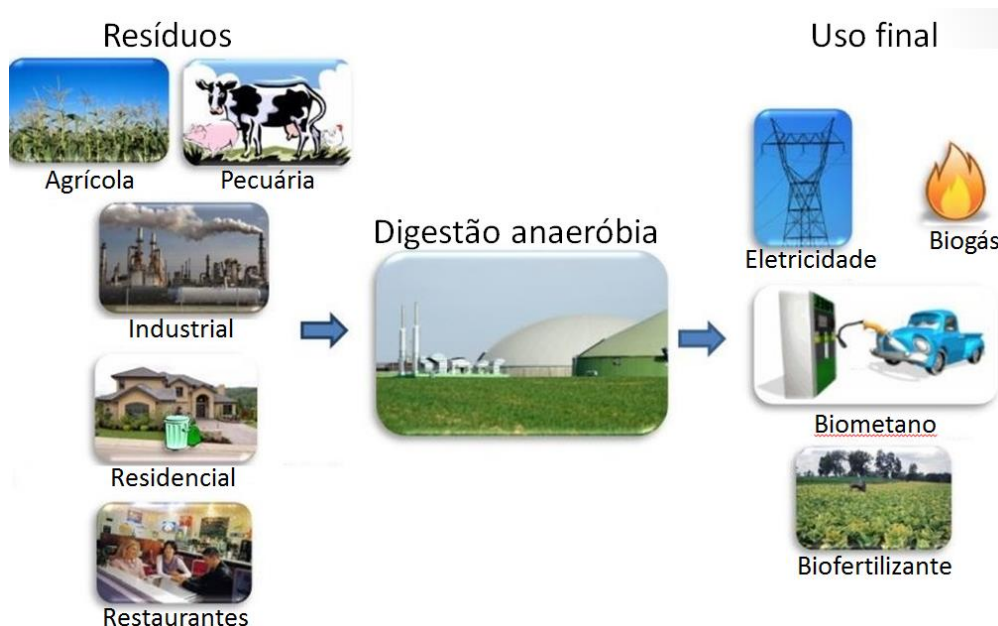 Resíduos
Agrícola
Pecuária
Industrial
Residencial
Restaurantes
Digestão anaeróbia
Uso final
Eletricidade
Biogás
Biometano
Biofertilizante